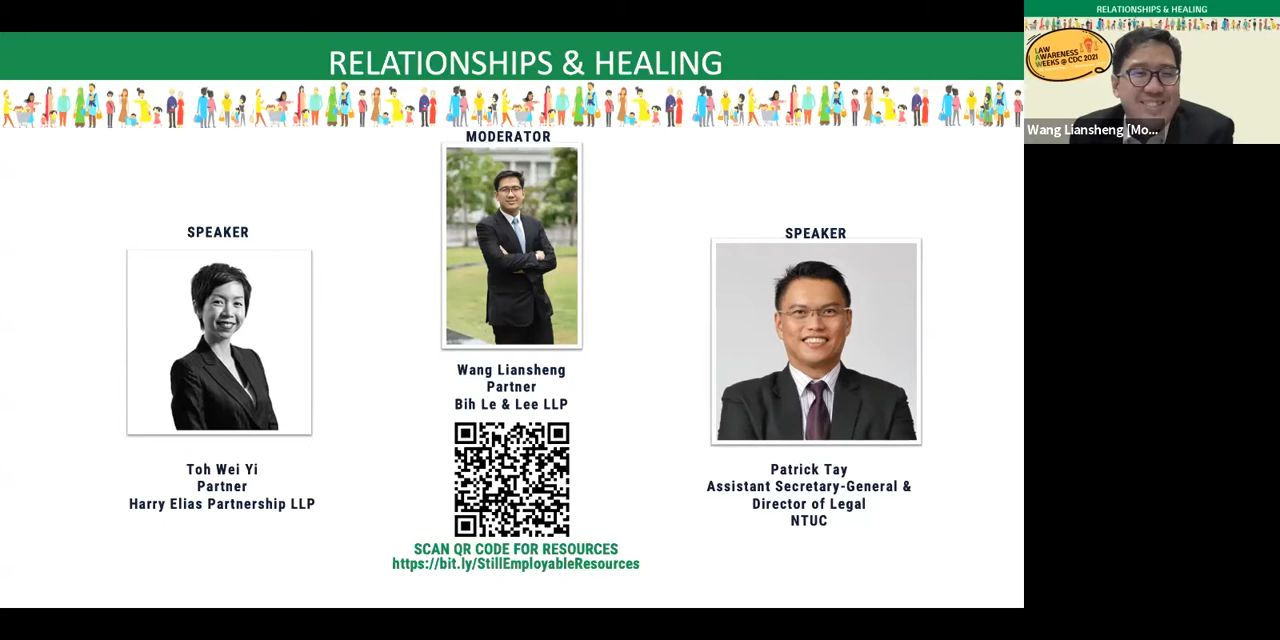 RELATIONSHIPS & HEALING
MODERATOR
SPEAKER
SPEAKER
Wang Liansheng
Partner
Bih Le & Lee LLP
Toh Wei Yi
Partner
Harry Elias Partnership LLP
Patrick Tay
Assistant Secretary-General &
Director of Legal
NTUC
SCAN QR CODE FOR RESOURCES
https://bit.ly/StillEmployableResources
RELATIONSHIPS & HEALING
LAW
AWARENESS
WEEKS @ CDC 2021
Wang Liansheng [Mo...